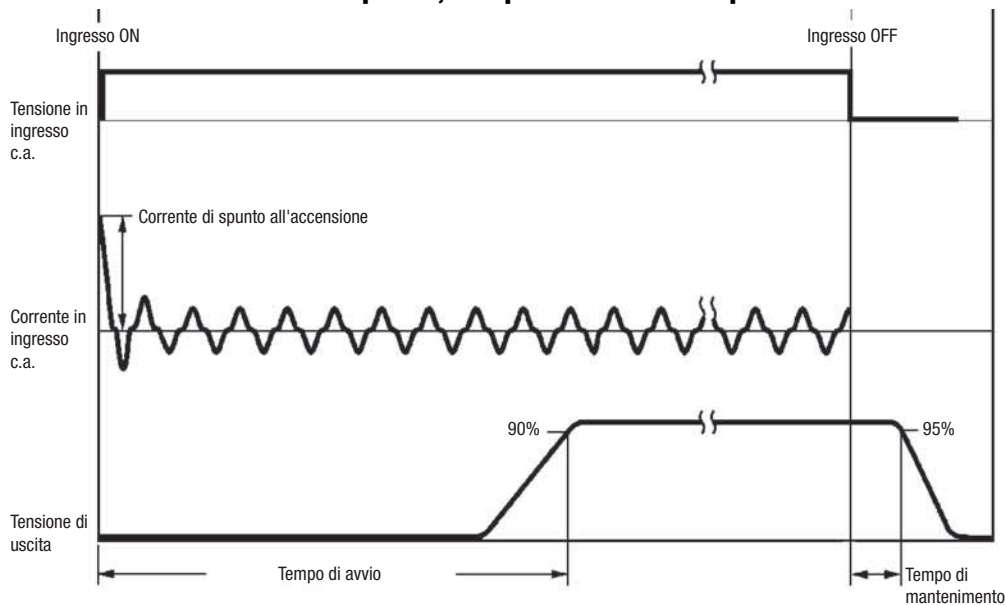 Ingresso ON
Ingresso OFF
Tensione in
ingresso
c.a.
Corrente di spunto all'accensione
Corrente in
ingresso
c.a.
90%
95%
Tensione di
uscita
Tempo di avvio
Tempo di
mantenimento